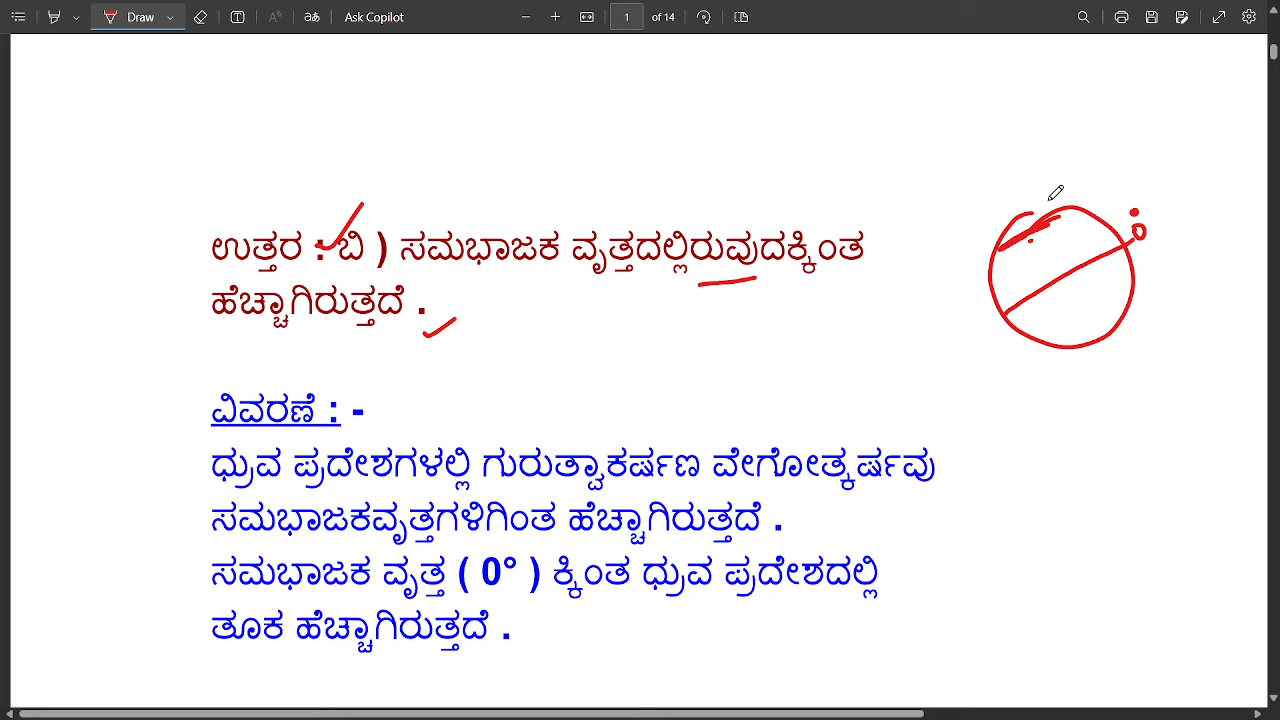 Draw
Ask Copilot
1 of 14
ಉತ್ತರ : ಬಿ ) ಸಮಭಾಜಕ ವೃತ್ತದಲ್ಲಿರುವುದಕ್ಕಿಂತ
ಹೆಚ್ಚಾಗಿರುತ್ತದೆ .
0
ವಿವರಣೆ : -
ಧ್ರುವ ಪ್ರದೇಶಗಳಲ್ಲಿ ಗುರುತ್ವಾಕರ್ಷಣ ವೇಗೋತ್ಕರ್ಷವು
ಸಮಭಾಜಕವೃತ್ತಗಳಿಗಿಂತ ಹೆಚ್ಚಾಗಿರುತ್ತದೆ .
ಸಮಭಾಜಕ ವೃತ್ತ ( 0° ) ಕ್ಕಿಂತ ಧ್ರುವ ಪ್ರದೇಶದಲ್ಲಿ
ತೂಕ ಹೆಚ್ಚಾಗಿರುತ್ತದೆ .